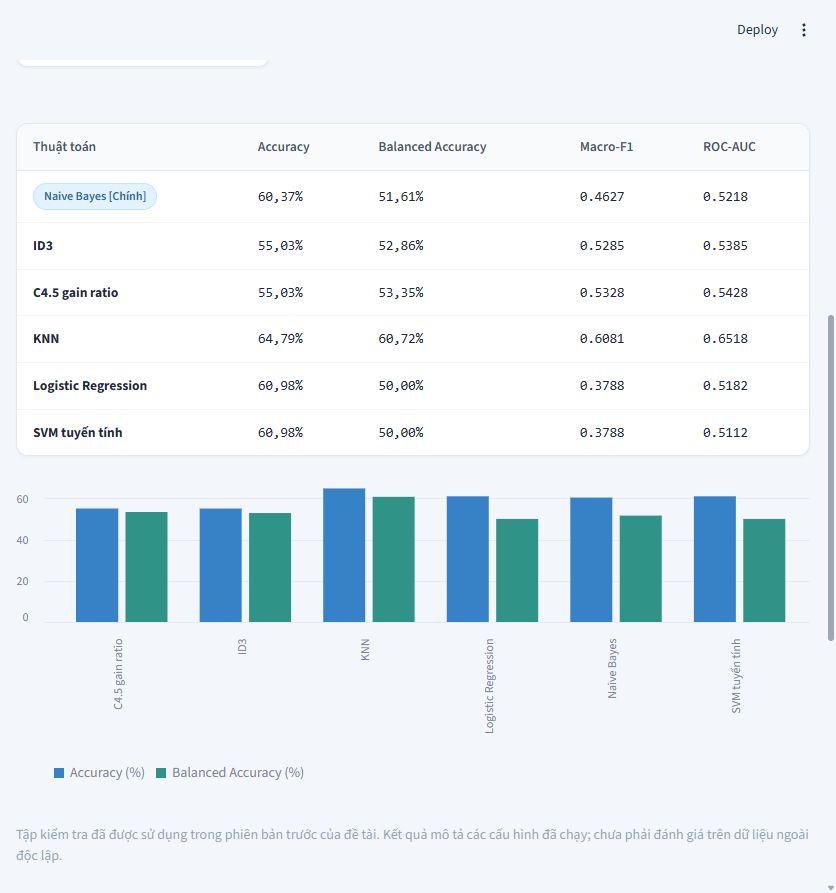 Deploy
Thuật toán Accuracy Balanced Accuracy Macro-F1 ROC-AUC
Naive Bayes [Chính] 60,37% 51,61% 0.4627 0.5218
ID3 55,03% 52,86% 0.5285 0.5385
C4.5 gain ratio 55,03% 53,35% 0.5328 0.5428
KNN 64,79% 60,72% 0.6081 0.6518
Logistic Regression 60,98% 50,00% 0.3788 0.5182
SVM tuyến tính 60,98% 50,00% 0.3788 0.5112
60
40
20
0
C4.5 gain ratio
ID3
KNN
Logistic Regression
Naive Bayes
SVM tuyến tính
Accuracy (%) Balanced Accuracy (%)
Tập kiểm tra đã được sử dụng trong phiên bản trước của đề tài. Kết quả mô tả các cấu hình đã chạy; chưa phải đánh giá trên dữ liệu ngoài
độc lập.